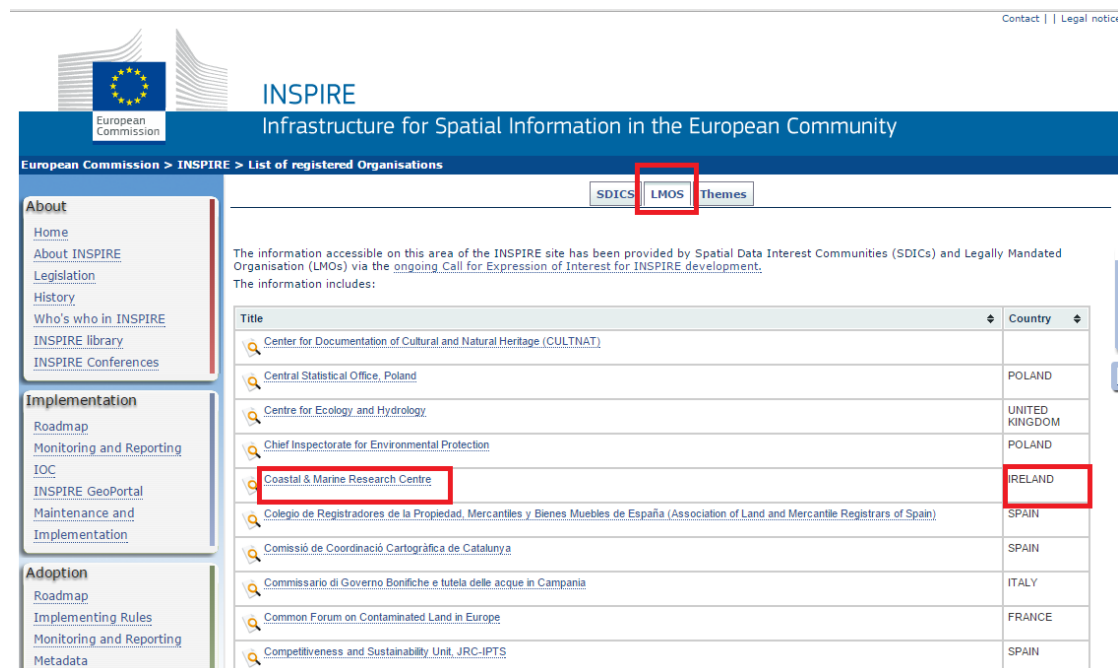 Contact | | Legal notice
European
Commission
INSPIRE
Infrastructure for Spatial Information in the European Community
European Commission > INSPIRE > List of registered Organisations
SDICS LMOS Themes
About
Home
About INSPIRE
Legislation
History
Who's who in INSPIRE
INSPIRE library
INSPIRE Conferences
Implementation
Roadmap
Monitoring and Reporting
IOC
INSPIRE GeoPortal
Maintenance and
Implementation
Adoption
Roadmap
Implementing Rules
Monitoring and Reporting
Metadata
The information accessible on this area of the INSPIRE site has been provided by Spatial Data Interest Communities (SDICs) and Legally Mandated
Organisation (LMOs) via the ongoing Call for Expression of Interest for INSPIRE development.
The information includes:
Title Country
Center for Documentation of Cultural and Natural Heritage (CULTNAT)
Central Statistical Office, Poland POLAND
Centre for Ecology and Hydrology UNITED
KINGDOM
Chief Inspectorate for Environmental Protection POLAND
Coastal & Marine Research Centre IRELAND
Colegio de Registradores de la Propiedad, Mercantiles y Bienes Muebles de España (Association of Land and Mercantile Registrars of Spain) SPAIN
Comissió de Coordinació Cartogràfica de Catalunya SPAIN
Commissario di Governo Bonifiche e tutela delle acque in Campania ITALY
Common Forum on Contaminated Land in Europe FRANCE
Competitiveness and Sustainability Unit, JRC-IPTS SPAIN